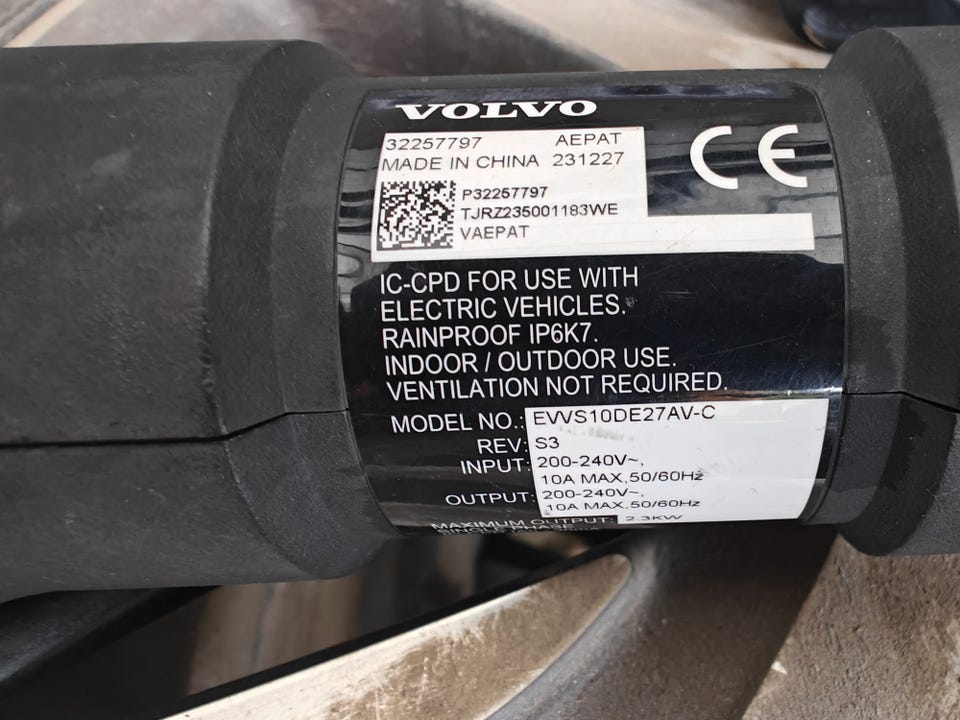 VOLVO
32257797 AEPAT
MADE IN CHINA 231227
CE
P32257797
TJRZ235001183WE
VAEPAT
IC-CPD FOR USE WITH
ELECTRIC VEHICLES.
RAINPROOF IP6K7.
INDOOR / OUTDOOR USE.
VENTILATION NOT REQUIRED.
MODEL NO.: EVVS10DE27AV-C
REV: S3
INPUT: 200-240V~,
10A MAX,50/60Hz
OUTPUT: 200-240V~,
10A MAX,50/60Hz
MAXIMUM OUTPUT: 2.3KW
SINGLE PHASE